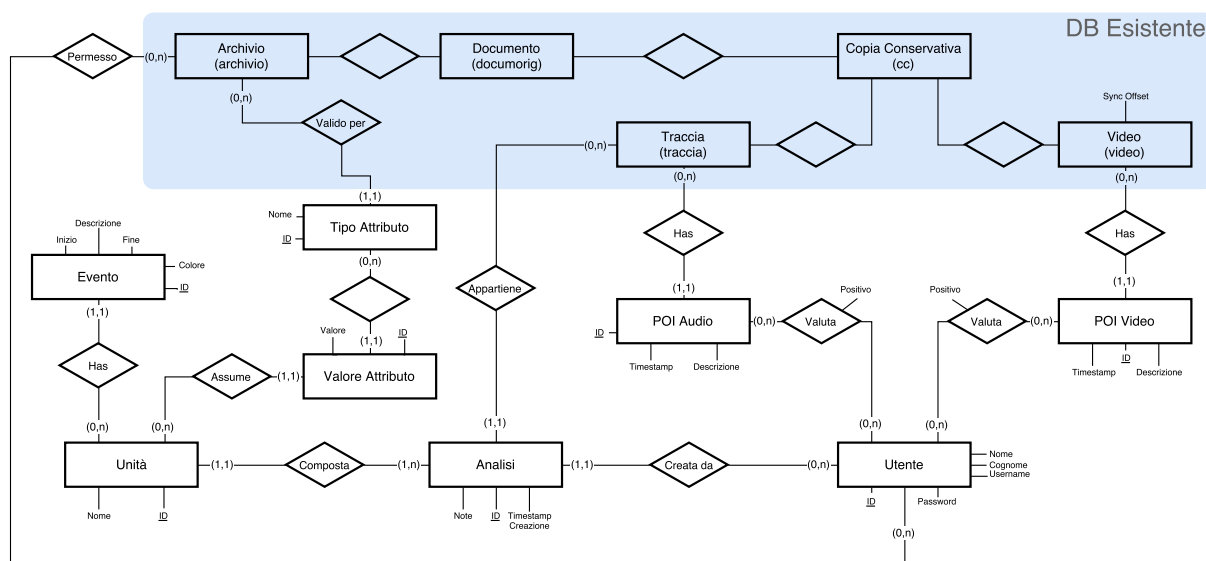 DB Esistente
Permesso
(0,n)
Archivio
(archivio)
Documento
(documorig)
Copia Conservativa
(cc)
(0,n)
Sync Offset
Valido per
(0,n)
Traccia
(traccia)
Video
(video)
(0,n)
(0,n)
(1,1)
Nome
ID
Tipo Attributo
Descrizione
Inizio
Fine
Has
Has
(0,n)
Colore
Evento
ID
Appartiene
(1,1)
(1,1)
(1,1)
Positivo
Positivo
ID
POI Audio
(0,n)
Valuta
Valuta
(0,n)
POI Video
Valore
ID
(1,1)
Timestamp
Descrizione
Timestamp
ID
Descrizione
Has
Assume
(1,1)
Valore Attributo
(0,n)
(0,n)
(1,1)
(0,n)
(0,n)
Unità
(1,1)
Composta
(1,n)
Analisi
(1,1)
Creata da
(0,n)
Utente
Nome
Cognome
Username
Nome
ID
Note
ID
Timestamp
Creazione
ID
Password
(0,n)